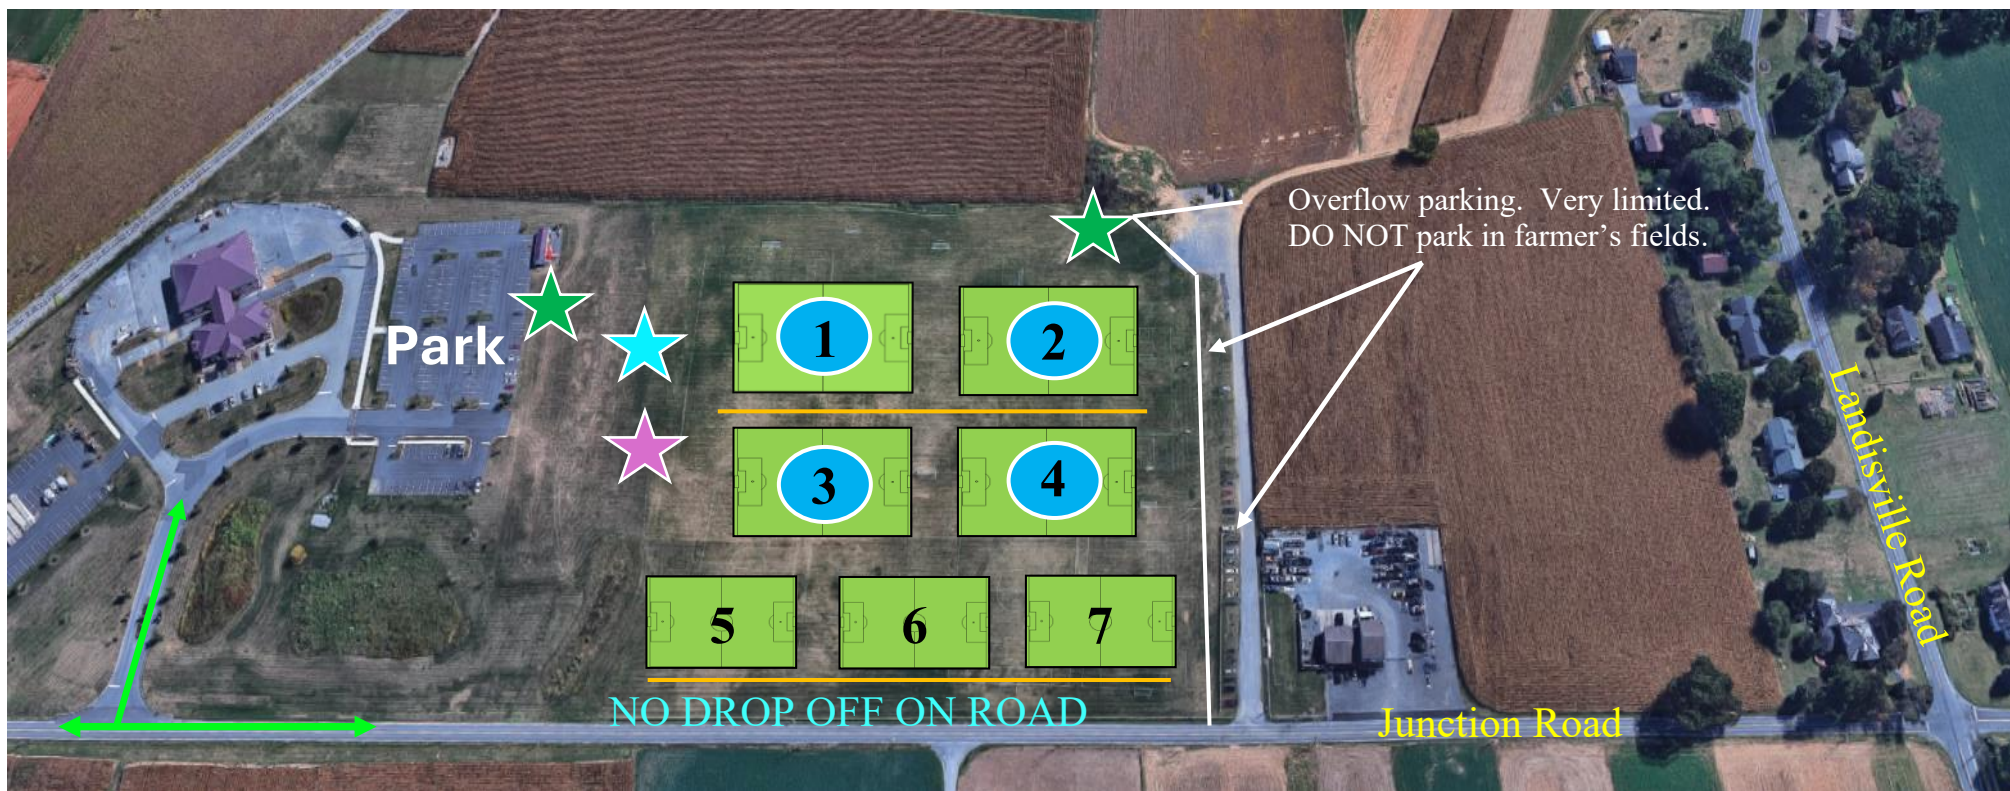 Overflow parking.  Very limited.
DO NOT park in farmer's fields.
Park
1
2
3
4
5
6
7
Landisville Road
NO DROP OFF ON ROAD
Junction Road